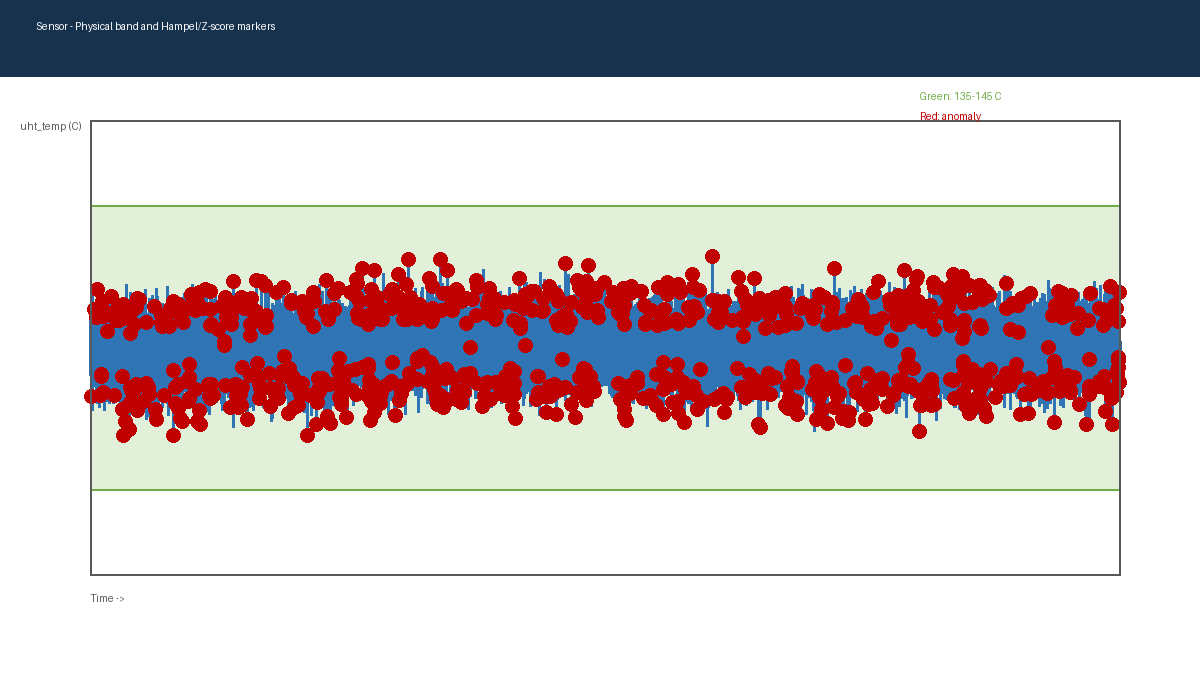 Sensor - Physical band and Hampel/Z-score markers
Green: 135-145 C
Red: anomaly
uht_temp (C)
Time ->